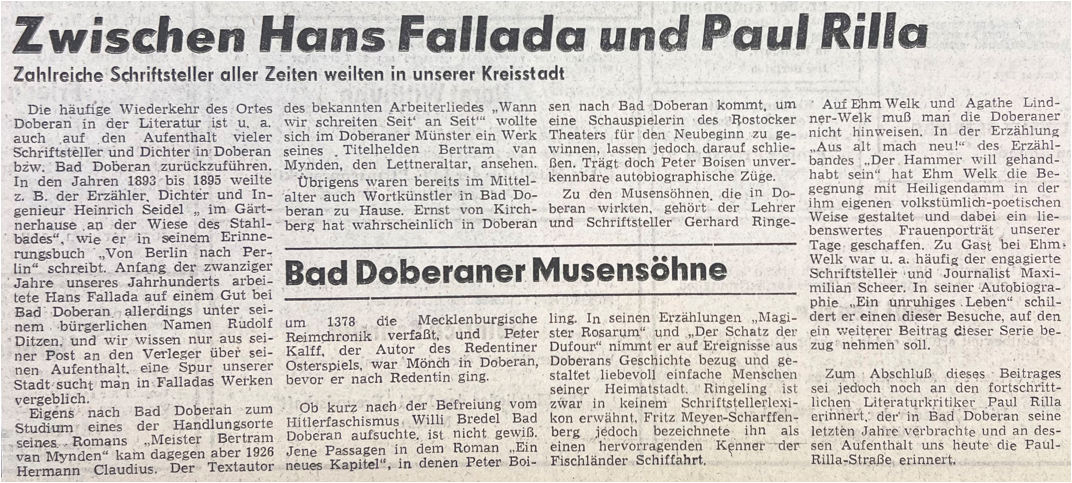 Zwischen Hans Fallada und Paul Rilla
Zahlreiche Schriftsteller aller Zeiten weilten in unserer Kreisstadt
Die häufige Wiederkehr des Ortes
Doberan in der Literatur ist u. a.
auch auf den Aufenthalt vieler
Schriftsteller und Dichter in Doberan
bzw. Bad Doberan zurückzuführen.
In den Jahren 1893 bis 1895 weilte
z. B. der Erzähler, Dichter und In-
genieur Heinrich Seidel „ im Gärt-
nerhause an der Wiese des Stahl-
bades“, wie er in seinem Erinne-
rungsbuch „Von Berlin nach Per-
lin“ schreibt. Anfang der zwanziger
Jahre unseres Jahrhunderts arbei-
tete Hans Fallada auf einem Gut bei
Bad Doberan allerdings unter sei-
nem bürgerlichen Namen Rudolf
Ditzen, und wir wissen nur aus sei-
ner Post an den Verleger über sei-
nen Aufenthalt, eine Spur unserer
Stadt sucht man in Falladas Werken
vergeblich.
Eigens nach Bad Doberan zum
Studium eines der Handlungsorte
seines Romans „Meister Bertram
van Mynden“ kam dagegen aber 1926
Hermann Claudius. Der Textautor
des bekannten Arbeiterliedes „Wann
wir schreiten Seit' an Seit'“ wollte
sich im Doberaner Münster ein Werk
seines Titelhelden Bertram van
Mynden, den Lettneraltar, ansehen.
Übrigens waren bereits im Mittel-
alter auch Wortkünstler in Bad Do-
beran zu Hause. Ernst von Kirch-
berg hat wahrscheinlich in Doberan
Bad Doberaner Musensöhne
um 1378 die Mecklenburgische
Reimchronik verfaßt, und Peter
Kalff, der Autor des Redentiner
Osterspiels, war Mönch in Doberan,
bevor er nach Redentin ging.
Ob kurz nach der Befreiung vom
Hitlerfaschismus Willi Bredel Bad
Doberan aufsuchte, ist nicht gewiß.
Jene Passagen in dem Roman „Ein
neues Kapitel“, in denen Peter Boi-
sen nach Bad Doberan kommt, um
eine Schauspielerin des Rostocker
Theaters für den Neubeginn zu ge-
winnen, lassen jedoch darauf schlie-
ßen. Trägt doch Peter Boisen unver-
kennbare autobiographische Züge.
Zu den Musensöhnen, die in Do-
beran wirkten, gehört der Lehrer
und Schriftsteller Gerhard Ringe-
ling. In seinen Erzählungen „Magi-
ster Rosarum“ und „Der Schatz der
Dufour“ nimmt er auf Ereignisse aus
Doberans Geschichte bezug und ge-
staltet liebevoll einfache Menschen
seiner Heimatstadt. Ringeling ist
zwar in keinem Schriftstellerlexi-
kon erwähnt, Fritz Meyer-Scharffen-
berg jedoch bezeichnete ihn als
einen hervorragenden Kenner der
Fischländer Schiffahrt.
Auf Ehm Welk und Agathe Lind-
ner-Welk muß man die Doberaner
nicht hinweisen. In der Erzählung
„Aus alt mach neu!“ des Erzähl-
bandes „Der Hammer will gehand-
habt sein“ hat Ehm Welk die Be-
gegnung mit Heiligendamm in der
ihm eigenen volkstümlich-poetischen
Weise gestaltet und dabei ein lie-
benswertes Frauenporträt unserer
Tage geschaffen. Zu Gast bei Ehm
Welk war u. a. häufig der engagierte
Schriftsteller und Journalist Maxi-
milian Scheer. In seiner Autobiogra-
phie „Ein unruhiges Leben“ schil-
dert er einen dieser Besuche, auf den
ein weiterer Beitrag dieser Serie be-
zug nehmen soll.
Zum Abschluß dieses Beitrages
sei jedoch noch an den fortschritt-
lichen Literaturkritiker Paul Rilla
erinnert, der in Bad Doberan seine
letzten Jahre verbrachte und an des-
sen Aufenthalt uns heute die Paul-
Rilla-Straße erinnert.